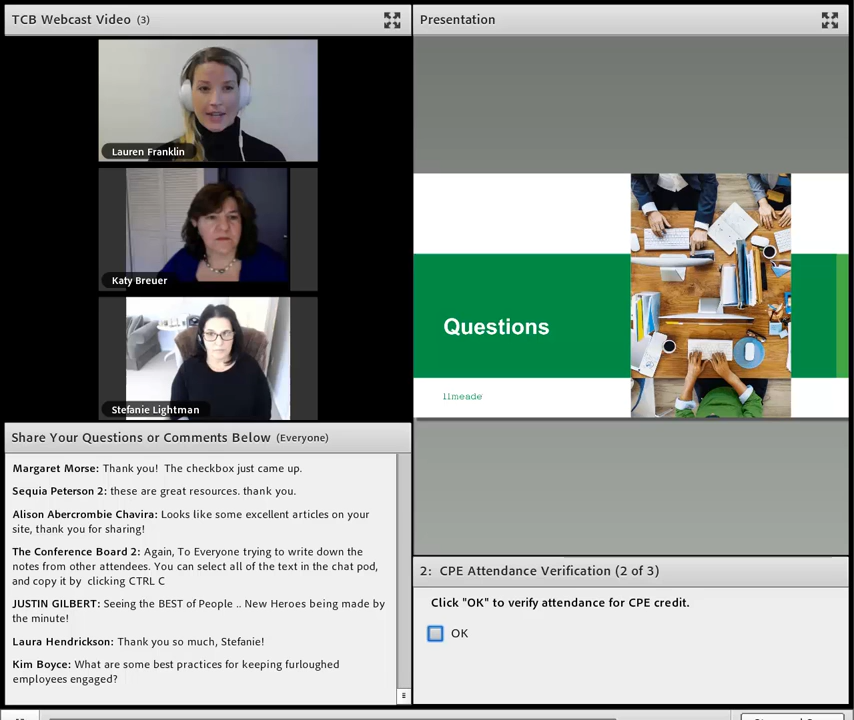 TCB Webcast Video (3)
Lauren Franklin
Katy Breuer
Stefanie Lightman
Share Your Questions or Comments Below (Everyone)
Margaret Morse: Thank you!  The checkbox just came up.
Sequia Peterson 2: these are great resources. thank you.
Alison Abercrombie Chavira: Looks like some excellent articles on your
site, thank you for sharing!
The Conference Board 2: Again, To Everyone trying to write down the
notes from other attendees. You can select all of the text in the chat pod,
and copy it by  clicking CTRL C
JUSTIN GILBERT: Seeing the BEST of People .. New Heroes being made by
the minute!
Laura Hendrickson: Thank you so much, Stefanie!
Kim Boyce: What are some best practices for keeping furloughed
employees engaged?
Presentation
Questions
limeade
2:  CPE Attendance Verification (2 of 3)
Click "OK" to verify attendance for CPE credit.
OK